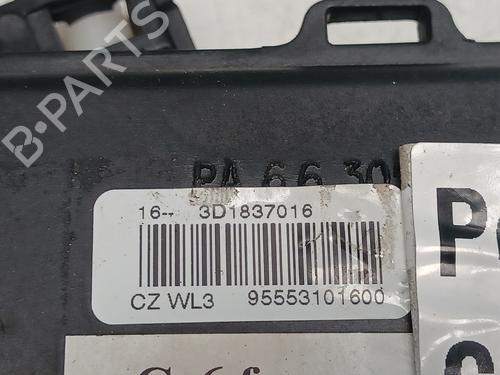 B-PARTS
PA 66 30
16-- 3D1837016
CZ WL3 95553101600
P